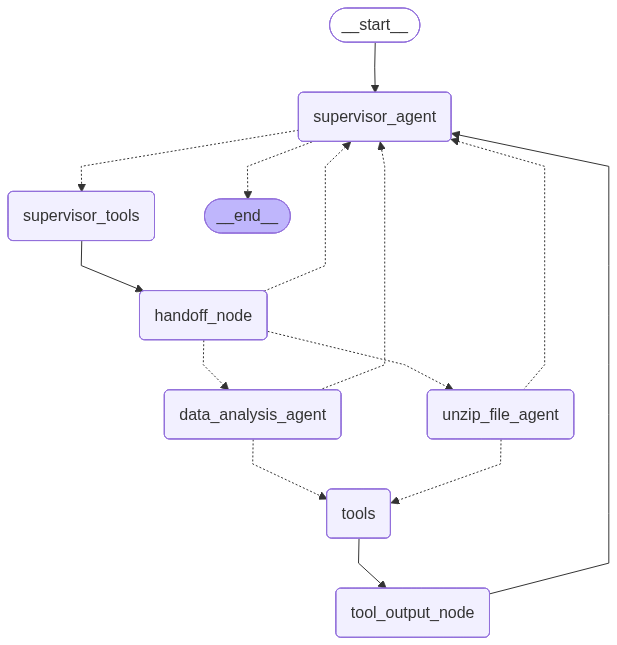 __start__
supervisor_agent
supervisor_tools
__end__
handoff_node
data_analysis_agent
unzip_file_agent
tools
tool_output_node